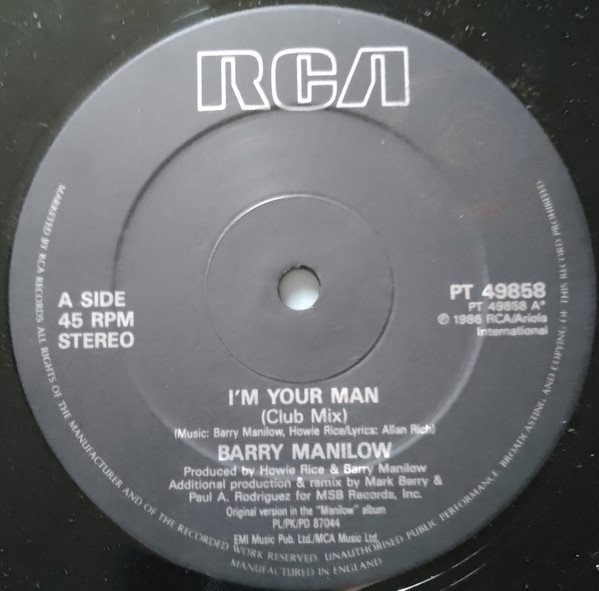 RCA
A SIDE
45 RPM
STEREO
PT 49858
PT 49858 A*
℗ 1986 RCA/Ariola
International
I'M YOUR MAN
(Club Mix)
(Music: Barry Manilow, Howie Rice/Lyrics: Allan Rich)
BARRY MANILOW
Produced by Howie Rice & Barry Manilow
Additional production & remix by Mark Berry &
Paul A. Rodriguez for MSB Records, Inc.
Original version in the "Manilow" album
PL/PK/PD 87044
EMI Music Pub. Ltd./MCA Music Ltd.
MARKETED BY RCA RECORDS. ALL RIGHTS OF THE MANUFACTURER AND OF THE RECORDED WORK RESERVED. UNAUTHORISED PUBLIC PERFORMANCE, BROADCASTING AND COPYING OF THIS RECORD PROHIBITED.
MANUFACTURED IN ENGLAND.